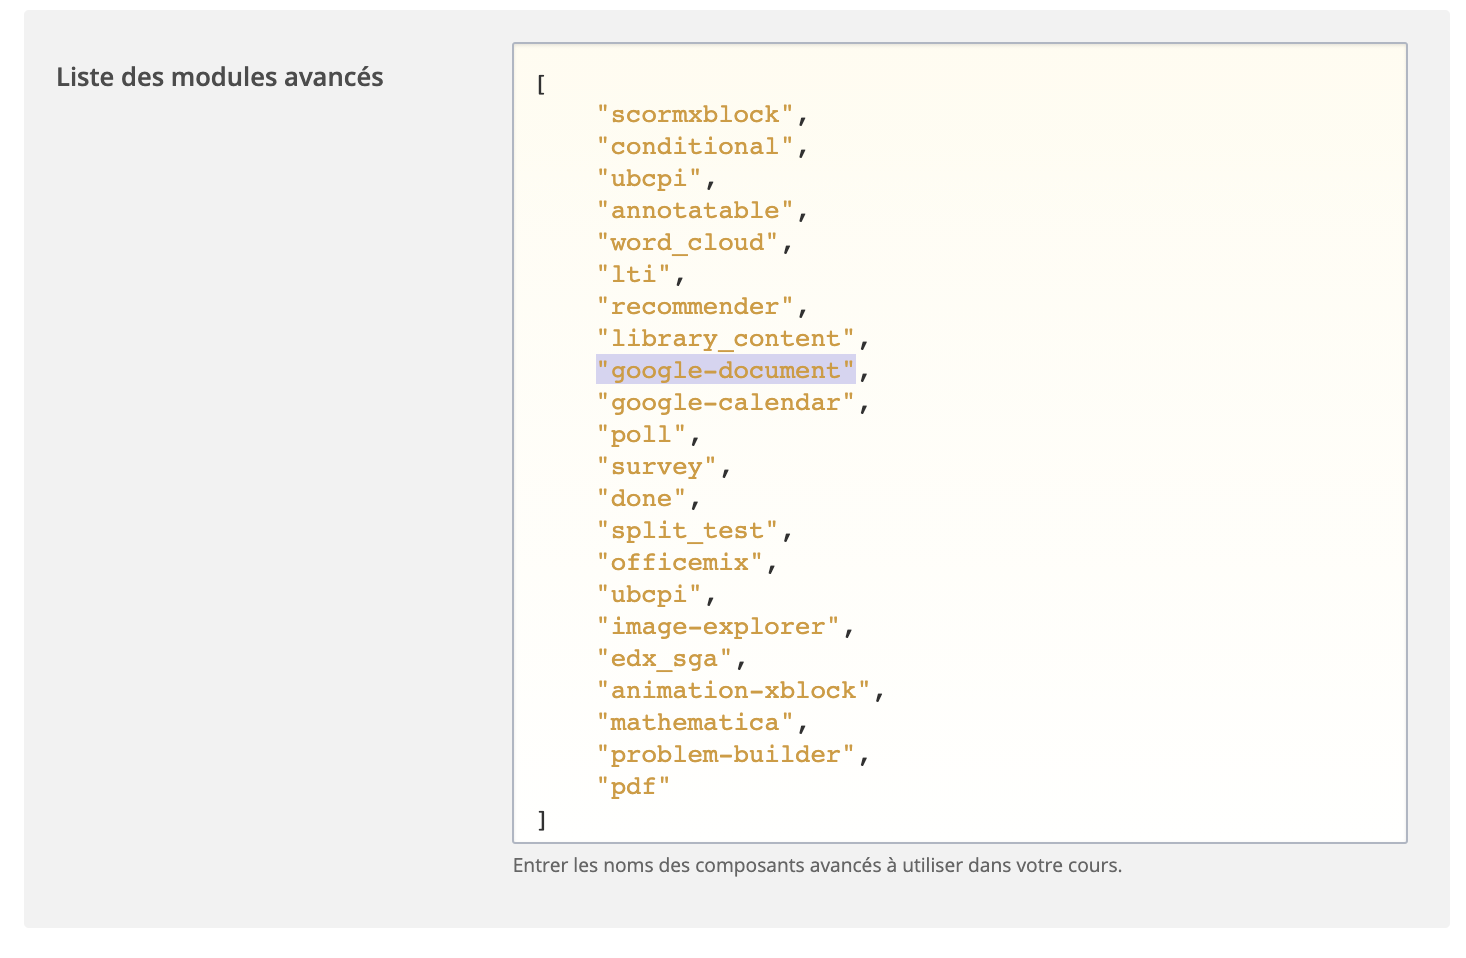 Liste des modules avancés
[
"scormxblock",
"conditional",
"ubcpi",
"annotatable",
"word_cloud",
"lti",
"recommender",
"library_content",
"google-document",
"google-calendar",
"poll",
"survey",
"done",
"split_test",
"officemix",
"ubcpi",
"image-explorer",
"edx_sga",
"animation-xblock",
"mathematica",
"problem-builder",
"pdf"
]
Entrer les noms des composants avancés à utiliser dans votre cours.